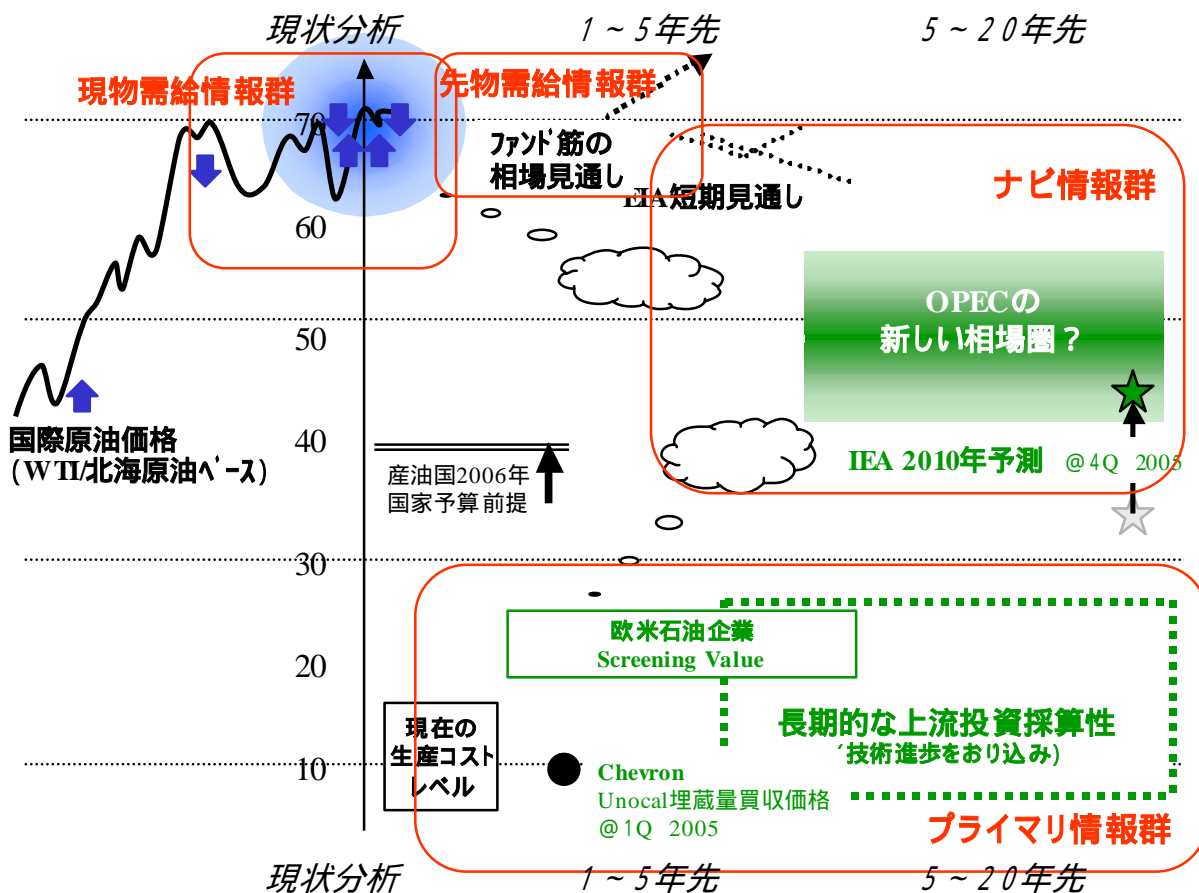 現状分析
1~5年先
5~20年先
現物需給情報群
先物需給情報群
70
ファンド筋の
相場見通し
EIA短期見通し
ナビ情報群
60
OPECの
新しい相場圏?
50
国際原油価格
(WTI/北海原油ベース)
40
産油国2006年
国家予算前提
IEA 2010年予測 @4Q 2005
30
欧米石油企業
Screening Value
20
長期的な上流投資採算性
(技術進歩をおり込み)
現在の
生産コスト
レベル
10
Chevron
Unocal埋蔵量買収価格
@1Q 2005
プライマリ情報群
現状分析
1~5年先
5~20年先